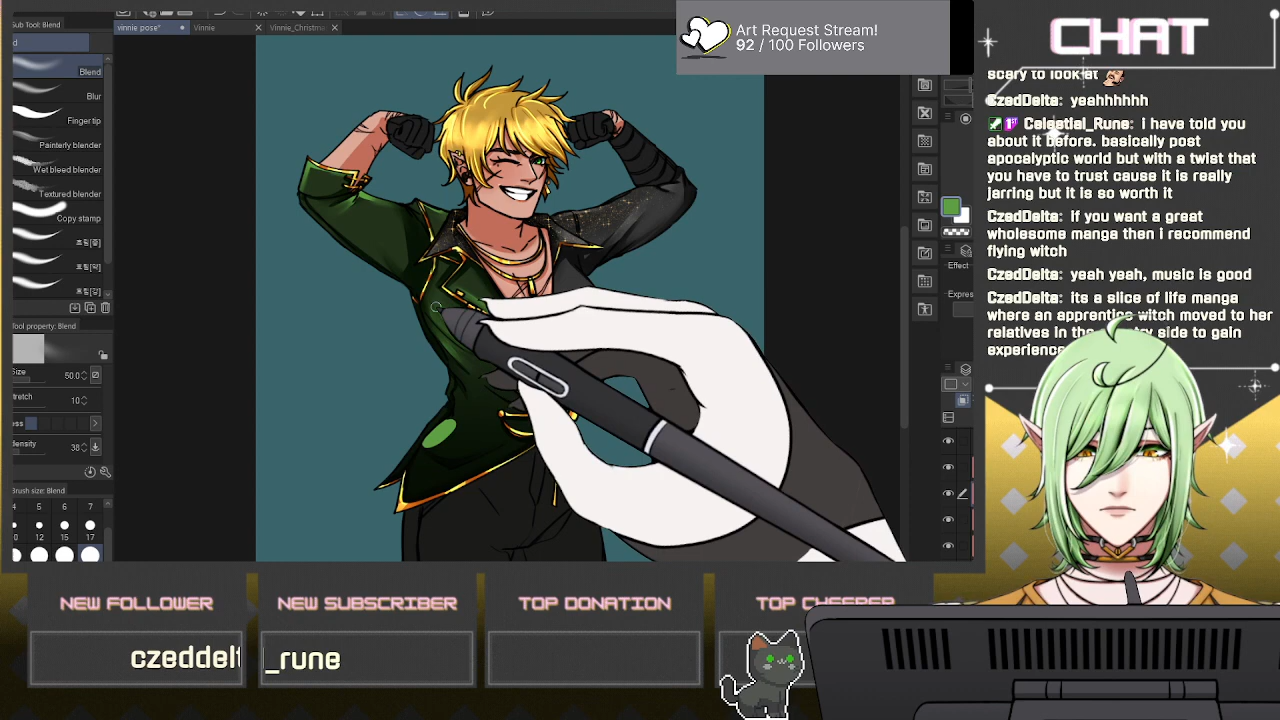 Sub Tool: Blend
vinnie pose*
Vinnie
Vinnie_Christma
Art Request Stream!
92 / 100 Followers
CHAT
Blend
Blur
Finger tip
Painterly blender
Wet bleed blender
Textured blender
Copy stamp
Tool property: Blend
Size
50.0
10
38
Brush size: Blend
4 5 6 7
10 12 15 17
Effect
scary to look at
CzedDelta: yeahhhhhh
Celestial_Rune: i have told you
about it before. basically post
apocalyptic world but with a twist that
you have to trust cause it is really
jarring but it is so worth it
CzedDelta: If you want a great
wholesome manga then i recommend
flying witch
CzedDelta: yeah yeah, music is good
CzedDelta: its a slice of life manga
where an apprentice witch moved to her
relatives in the side to gain
experience
NEW FOLLOWER
NEW SUBSCRIBER
TOP DONATION
TOP CHEERER
czeddelt
_rune